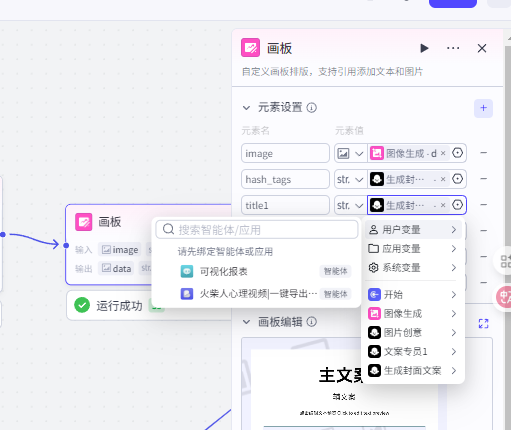 画板
自定义画板排版，支持引用添加文本和图片
元素设置
元素名
元素值
image
图像生成 - d
hash_tags
str.
生成封···
title1
str.
生成封···
画板
输入
image
输出
data
str.
运行成功
搜索智能体/应用
请先绑定智能体或应用
可视化报表
智能体
火柴人心理视频|一键导出···
智能体
用户变量
应用变量
系统变量
开始
图像生成
图片创意
文案专员1
生成封面文案
画板编辑
主文案